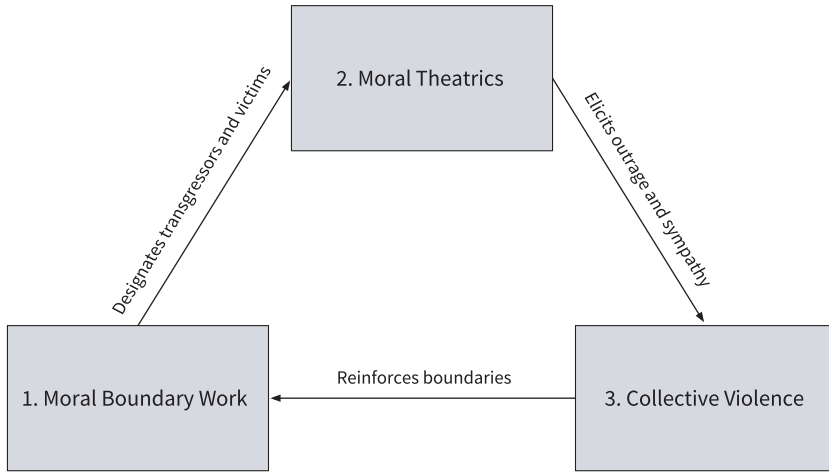 2. Moral Theatrics
Designates transgressors and victims
Elicits outrage and sympathy
1. Moral Boundary Work
Reinforces boundaries
3. Collective Violence